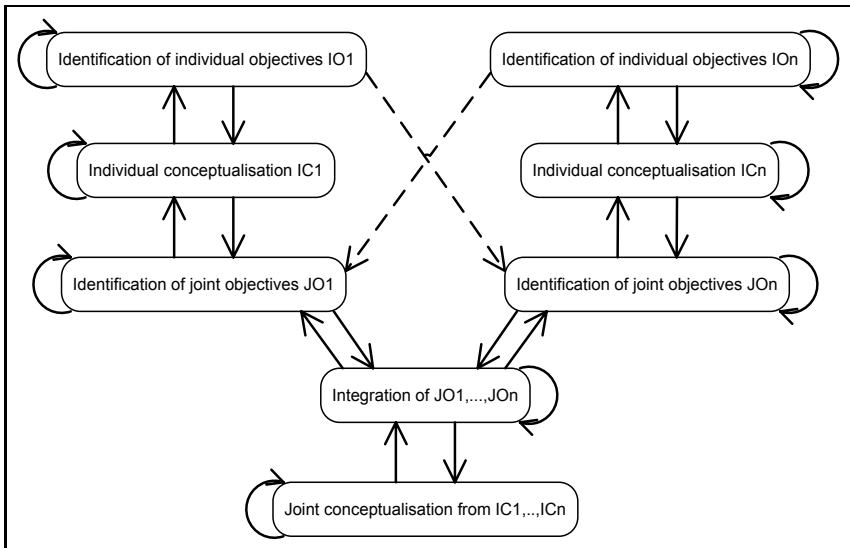 Identification of individual objectives IO1
Identification of individual objectives IOn
Individual conceptualisation IC1
Individual conceptualisation ICn
Identification of joint objectives JO1
Identification of joint objectives JOn
Integration of JO1,...,JOn
Joint conceptualisation from IC1,..,ICn